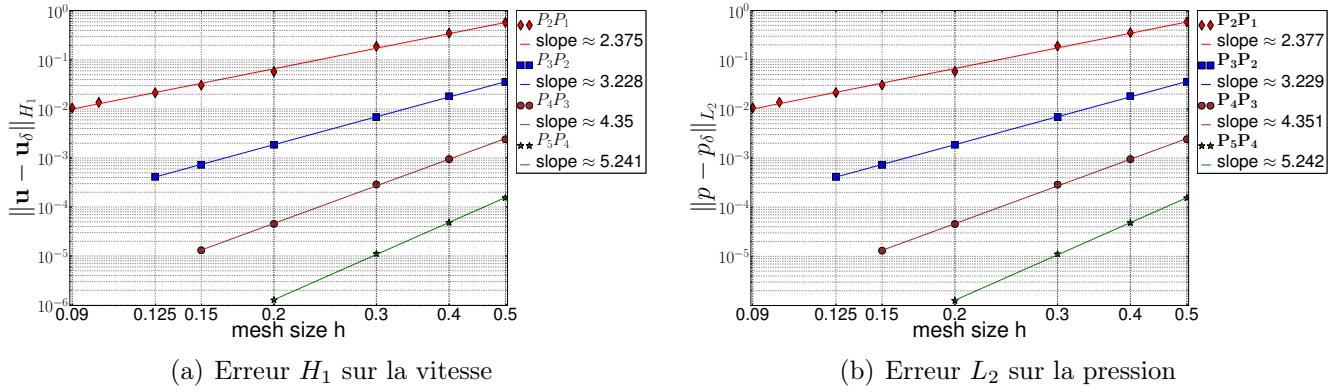 10^0
10^{-1}
10^{-2}
10^{-3}
10^{-4}
10^{-5}
10^{-6}
||u − u_δ||_{H_1}
0.09 0.125 0.15 0.2 0.3 0.4 0.5
mesh size h
P_2P_1
slope ≈ 2.375
P_3P_2
slope ≈ 3.228
P_4P_3
slope ≈ 4.35
P_5P_4
slope ≈ 5.241
(a) Erreur H_1 sur la vitesse
10^0
10^{-1}
10^{-2}
10^{-3}
10^{-4}
10^{-5}
10^{-6}
||p − p_δ||_{L_2}
0.09 0.125 0.15 0.2 0.3 0.4 0.5
mesh size h
P_2P_1
slope ≈ 2.377
P_3P_2
slope ≈ 3.229
P_4P_3
slope ≈ 4.351
P_5P_4
slope ≈ 5.242
(b) Erreur L_2 sur la pression